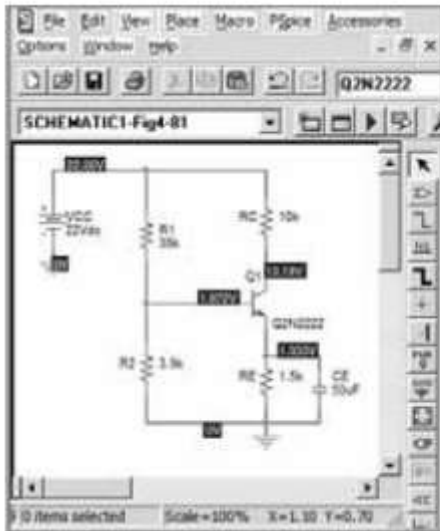 File Edit View Place Macro PSpice Accessories
Options Window Help
Q2N2222
SCHEMATIC1-Fig4-81
22.00V
VCC
22Vdc
0V
R1
RC 10k
Q1
Q2N2222
R2 3.9k
RE 1.5k
CE
50uF
0V
0 items selected Scale=100% X=1.10 Y=0.70